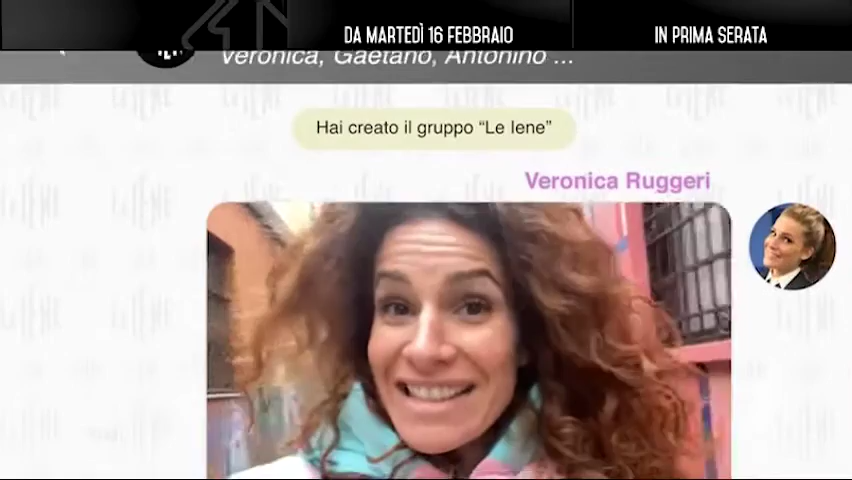 DA MARTEDÌ 16 FEBBRAIO
IN PRIMA SERATA
Veronica, Gaetano, Antonino ...
Hai creato il gruppo “Le Iene”
Veronica Ruggeri